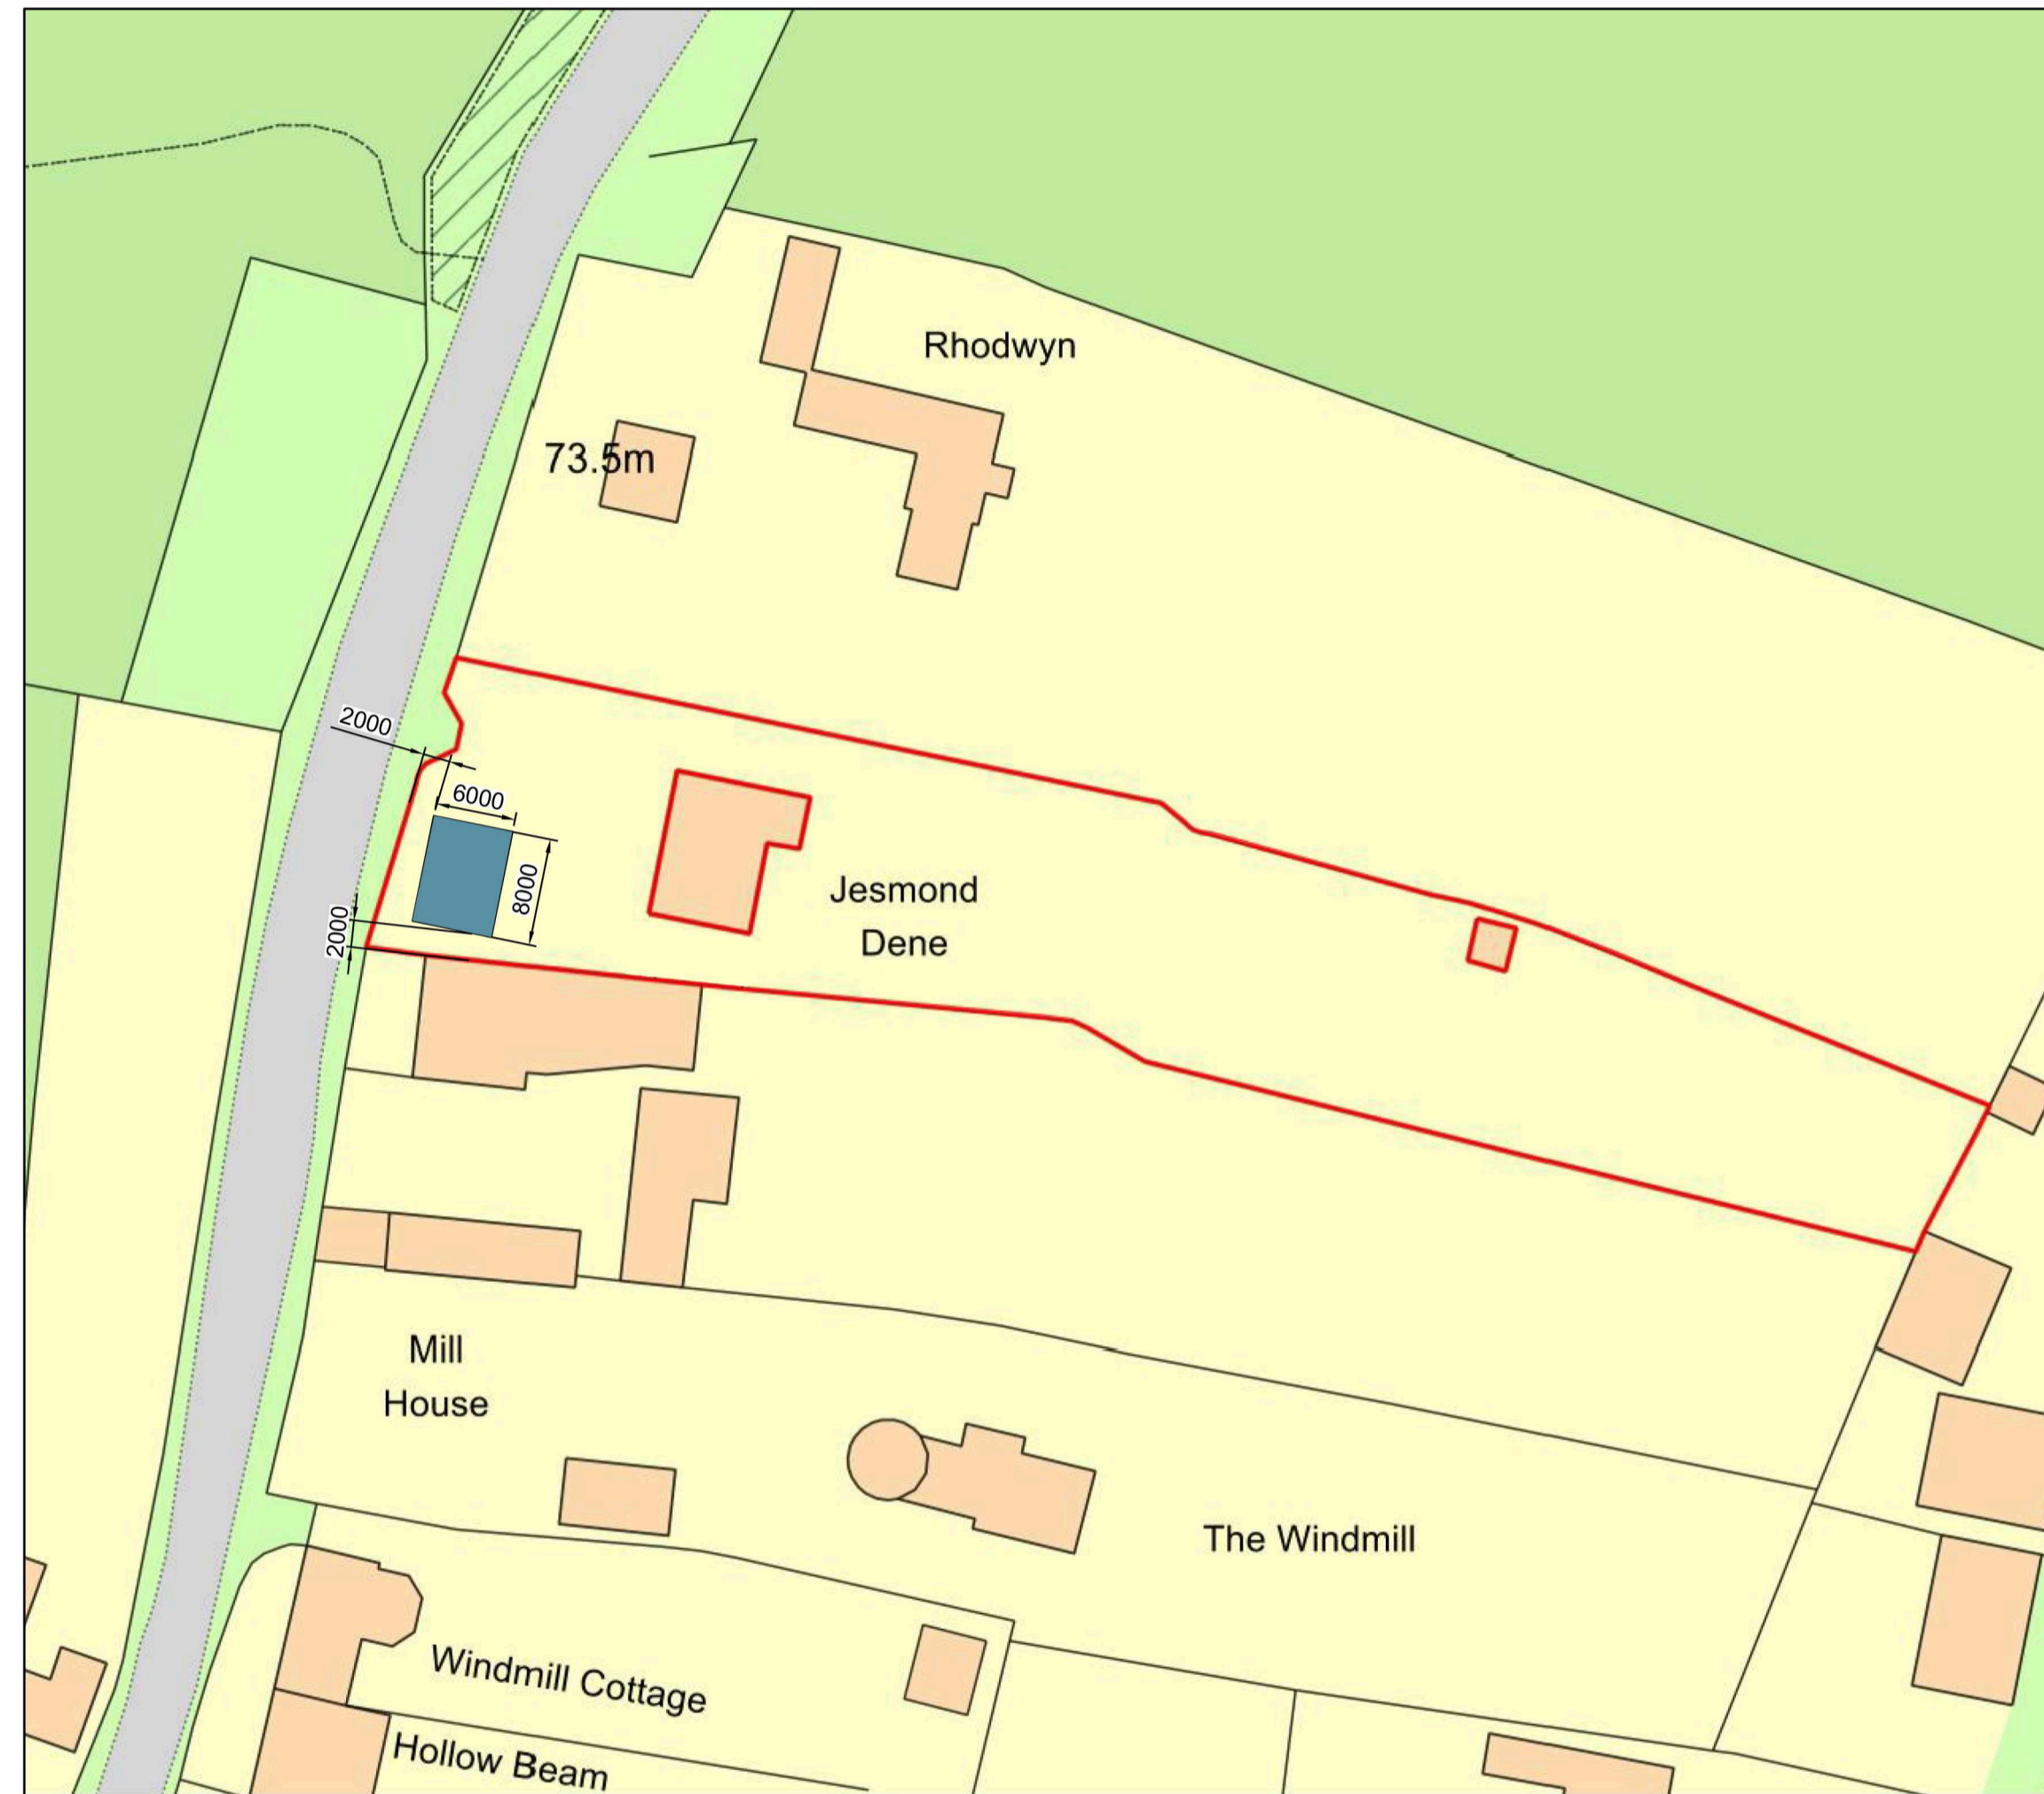 Rhodwyn
73.5m
2000
6000
8000
2000
Jesmond
Dene
Mill
House
The Windmill
Windmill Cottage
Hollow Beam